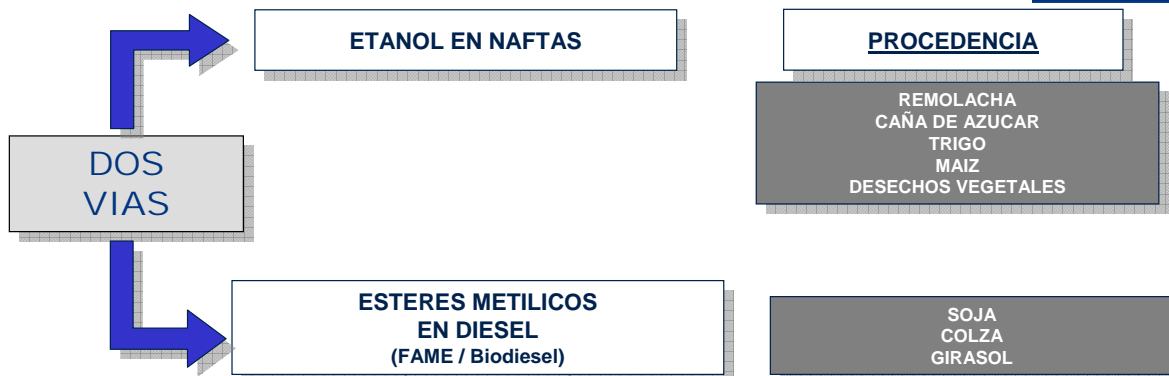 ETANOL EN NAFTAS
PROCEDENCIA
REMOLACHA
CAÑA DE AZUCAR
TRIGO
MAIZ
DESECHOS VEGETALES
DOS
VIAS
ESTERES METILICOS
EN DIESEL
(FAME / Biodiesel)
SOJA
COLZA
GIRASOL